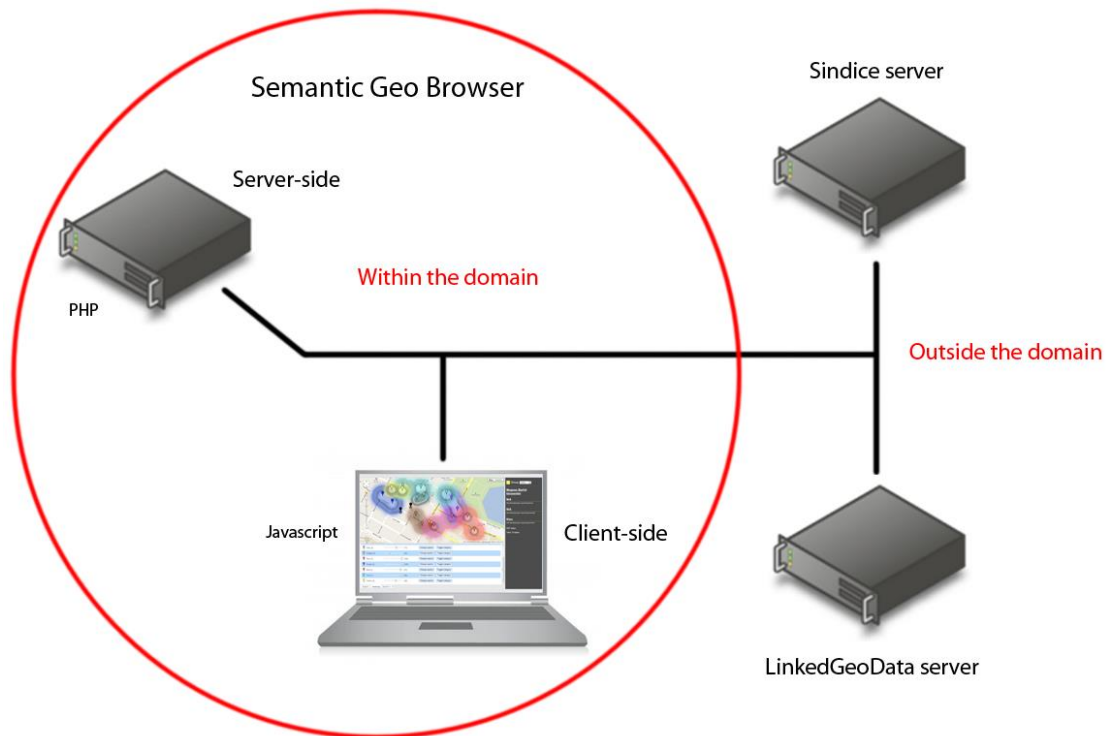 Semantic Geo Browser
Sindice server
Server-side
PHP
Within the domain
Outside the domain
Javascript
Client-side
LinkedGeoData server